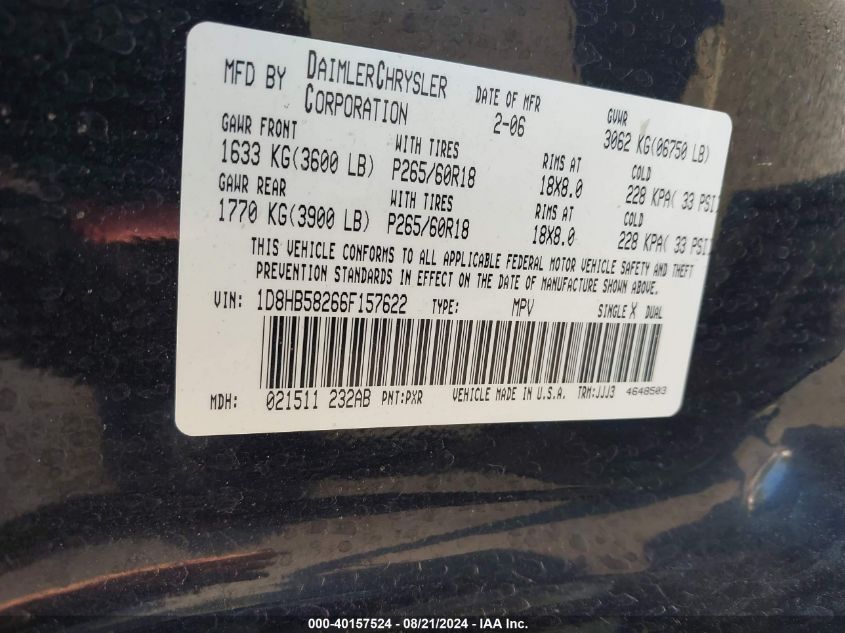 MFD BY DAIMLERCHRYSLER CORPORATION DATE OF MFR 2-06 GVWR 3062 KG(06750 LB)
GAWR FRONT WITH TIRES RIMS AT COLD
1633 KG(3600 LB) P265/60R18 18X8.0 228 KPA( 33 PSI)
GAWR REAR WITH TIRES RIMS AT COLD
1770 KG(3900 LB) P265/60R18 18X8.0 228 KPA( 33 PSI)
THIS VEHICLE CONFORMS TO ALL APPLICABLE FEDERAL MOTOR VEHICLE SAFETY AND THEFT
PREVENTION STANDARDS IN EFFECT ON THE DATE OF MANUFACTURE SHOWN ABOVE.
VIN: 1D8HB58266F157622 TYPE: MPV SINGLE X DUAL
MDH: 021511 232AB PNT:PXR VEHICLE MADE IN U.S.A. TRM:JJJ3 4648503
000-40157524 - 08/21/2024 - © IAA, Inc.